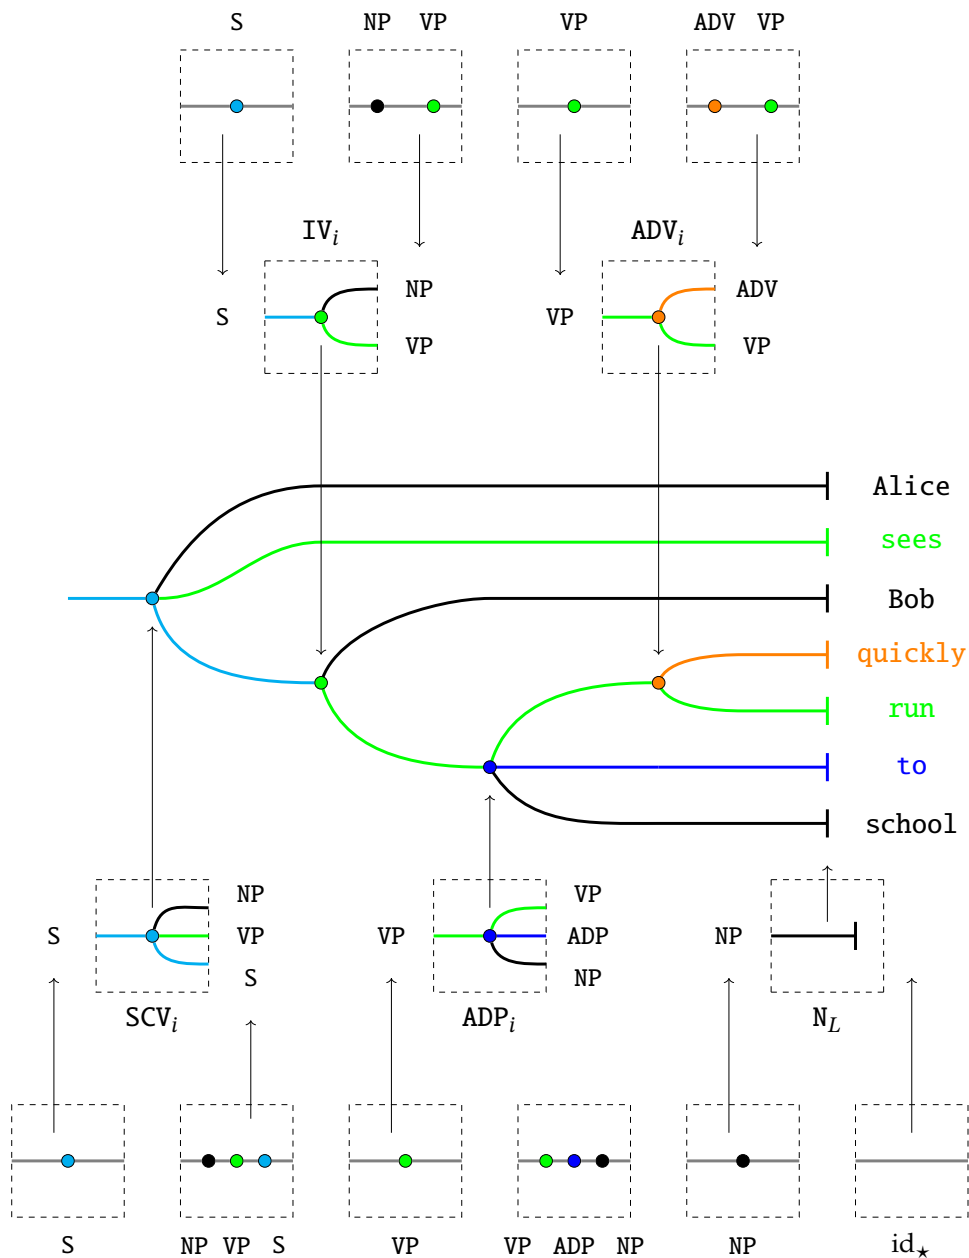 S NP VP VP ADV VP
IV_i ADV_i
NP ADV
S VP
VP VP
Alice
sees
Bob
quickly
run
to
school
NP VP
S VP VP ADP NP
S NP
SCV_i ADP_i N_L
S NP VP S VP VP ADP NP NP id_⋆